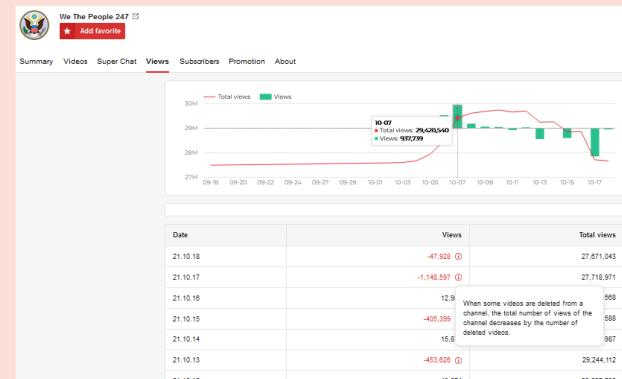 We The People 247
★ Add favorite
Summary Videos Super Chat Views Subscribers Promotion About
Total views Views
30M
29M
28M
27M
10-07
Total views: 29,420,540
Views: 937,739
09-18 09-20 09-22 09-24 09-27 09-29 10-01 10-03 10-05 10-07 10-09 10-11 10-13 10-15 10-17
Date Views Total views
21.10.18 -47,928 27,671,043
21.10.17 -1,148,597 27,718,971
21.10.16 12,9 568
21.10.15 -405,399 588
21.10.14 15,8 987
21.10.13 -453,626 29,244,112
When some videos are deleted from a
channel, the total number of views of the
channel decreases by the number of
deleted videos.